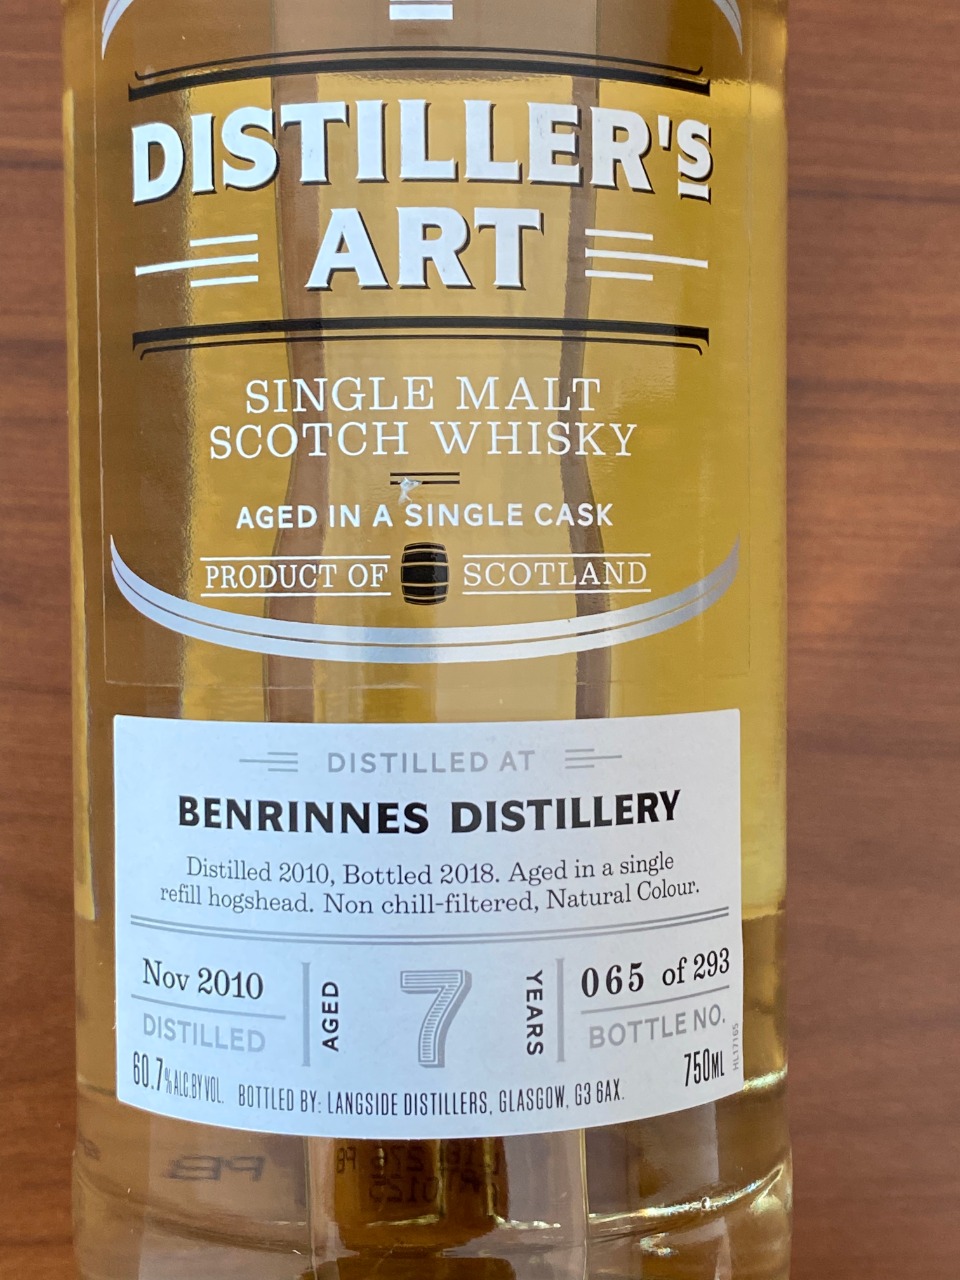 DISTILLER'S
ART
SINGLE MALT
SCOTCH WHISKY
AGED IN A SINGLE CASK
PRODUCT OF SCOTLAND
DISTILLED AT
BENRINNES DISTILLERY
Distilled 2010, Bottled 2018. Aged in a single
refill hogshead. Non chill-filtered, Natural Colour.
Nov 2010
DISTILLED
AGED
7
YEARS
065 of 293
BOTTLE NO.
60.7% ALC.BY VOL.
BOTTLED BY: LANGSIDE DISTILLERS, GLASGOW, G3 6AX.
750ML
HL17165